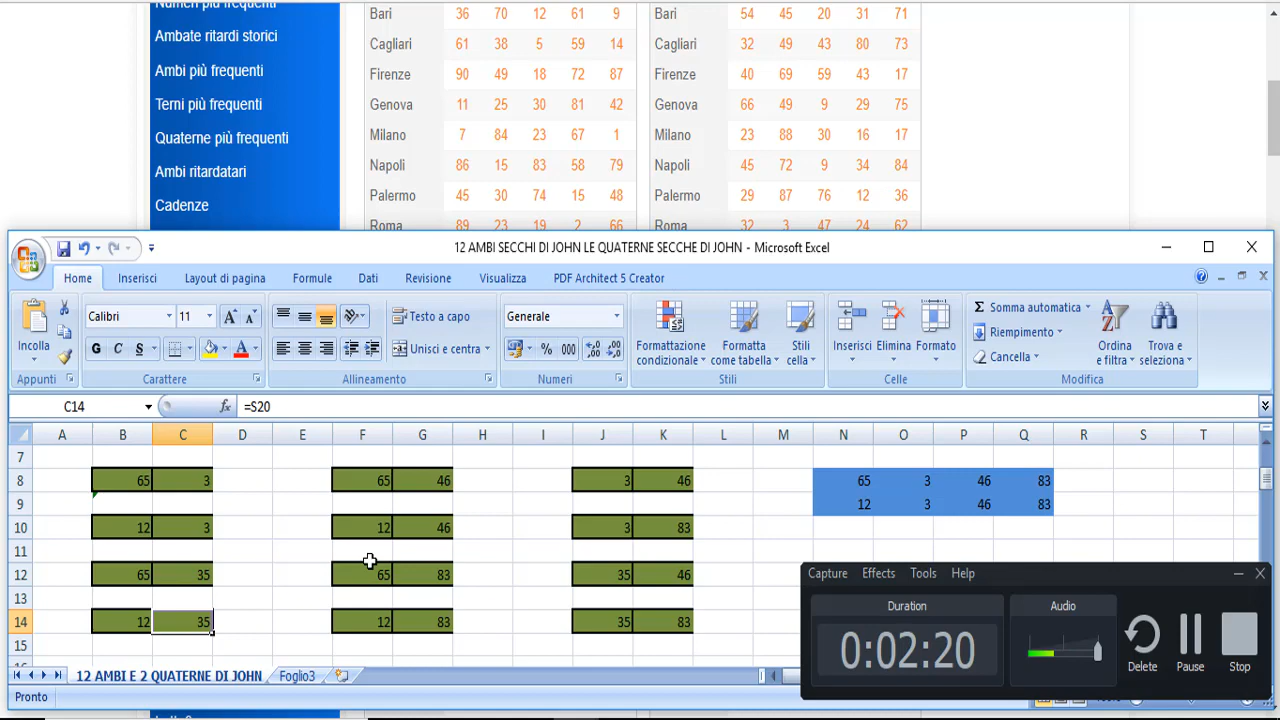 Numeri più frequenti
Ambate ritardi storici
Ambi più frequenti
Terni più frequenti
Quaterne più frequenti
Ambi ritardatari
Cadenze
Bari 36 70 12 61 9
Cagliari 61 38 5 59 14
Firenze 90 49 18 72 87
Genova 11 25 30 81 42
Milano 7 84 23 67 1
Napoli 86 15 83 58 79
Palermo 45 30 74 15 48
Roma 89 23 19 2 66
Bari 54 45 20 31 71
Cagliari 32 49 43 80 73
Firenze 40 69 59 43 17
Genova 66 49 9 29 75
Milano 23 88 30 16 17
Napoli 45 72 9 34 84
Palermo 29 87 76 12 36
Roma 32 3 47 24 62
12 AMBI SECCHI DI JOHN LE QUATERNE SECCHE DI JOHN - Microsoft Excel
Home Inserisci Layout di pagina Formule Dati Revisione Visualizza PDF Architect 5 Creator
Incolla
Appunti
Calibri 11
G C S
Carattere
Testo a capo
Unisci e centra
Allineamento
Generale
% 000
Numeri
Formattazione condizionale
Formatta come tabella
Stili cella
Stili
Inserisci Elimina Formato
Celle
Σ Somma automatica
Riempimento
Cancella
Ordina e filtra
Trova e seleziona
Modifica
C14 fx =S20
A B C D E F G H I J K L M N O P Q R S T
7
8 65 3 65 46 3 46 65 3 46 83
9 12 3 46 83
10 12 3 12 46 3 83
11
12 65 35 65 83 35 46
13
14 12 35 12 83 35 83
15
12 AMBI E 2 QUATERNE DI JOHN Foglio3
Pronto
Capture Effects Tools Help
Duration
0:02:20
Audio
Delete Pause Stop